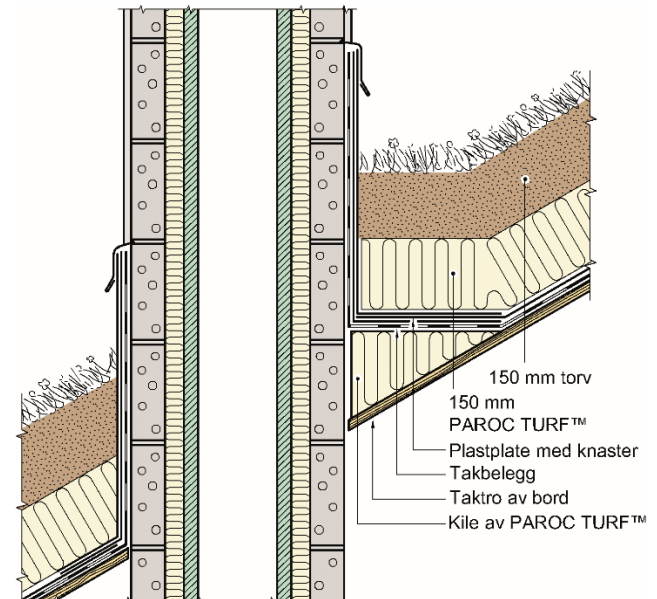 150 mm torv
150 mm
PAROC TURF™
Plastplate med knaster
Takbelegg
Taktro av bord
Kile av PAROC TURF™